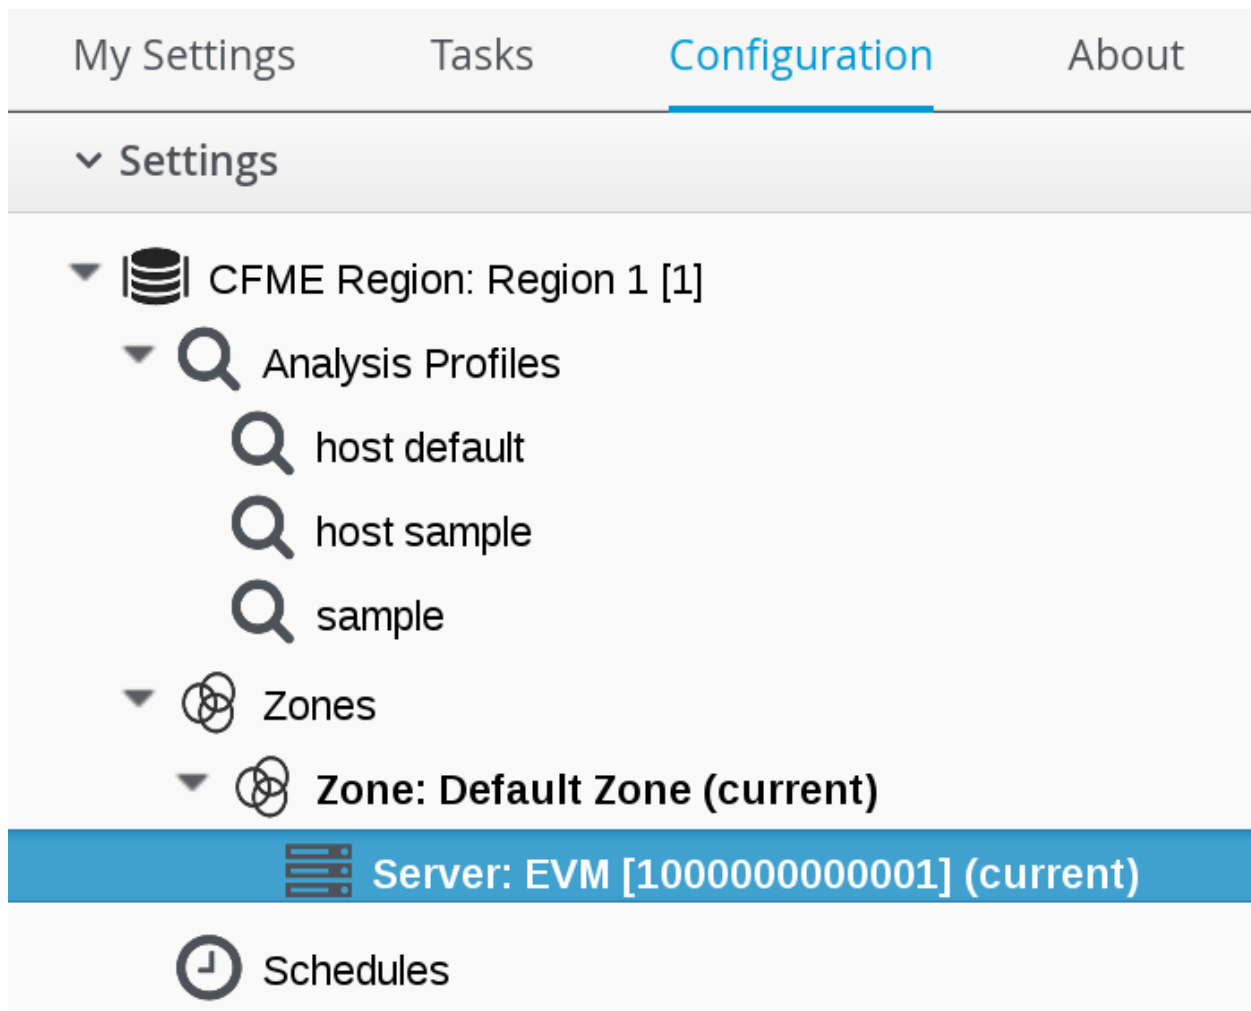 My Settings Tasks Configuration About
Settings
CFME Region: Region 1 [1]
Analysis Profiles
host default
host sample
sample
Zones
Zone: Default Zone (current)
Server: EVM [1000000000001] (current)
Schedules